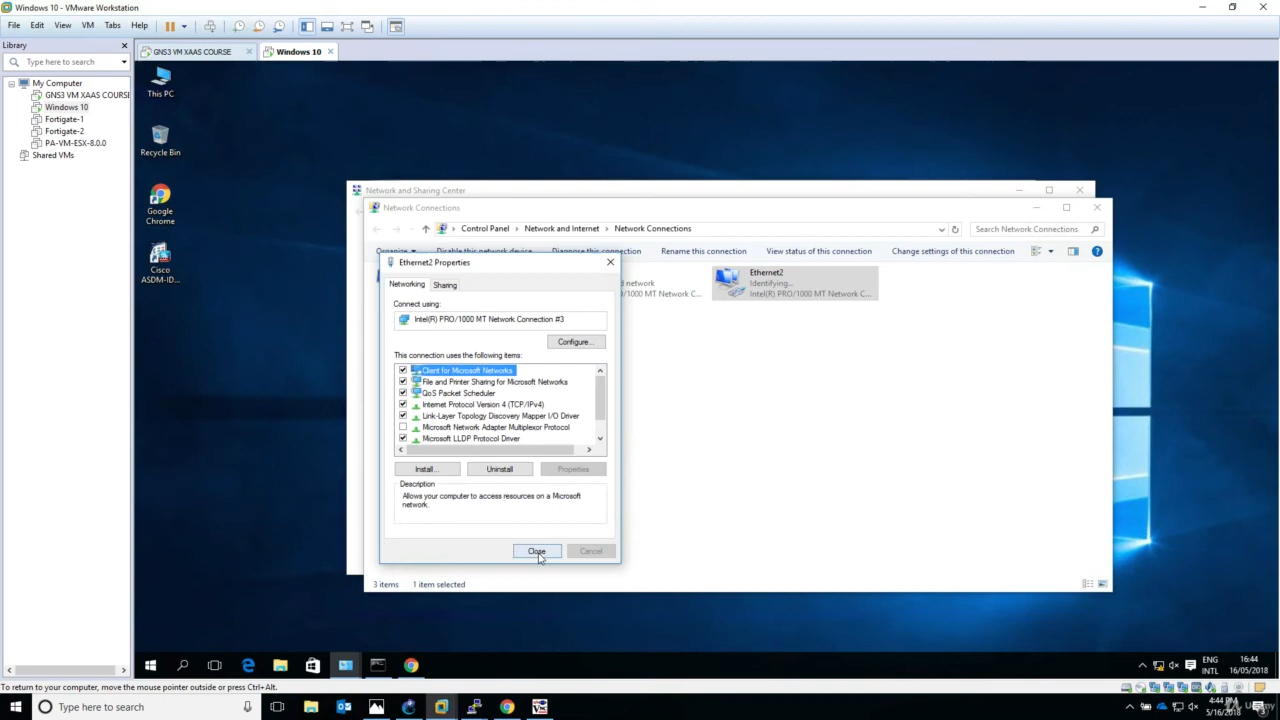 Windows 10 - VMware Workstation
File Edit View VM Tabs Help
Library
Type here to search
My Computer
GNS3 VM XAAS COURSE
Windows 10
Fortigate-1
Fortigate-2
PA-VM-ESX-8.0.0
Shared VMs
GNS3 VM XAAS COURSE
Windows 10
This PC
Recycle Bin
Google
Chrome
Cisco
ASDM-ID...
Network and Sharing Center
Network Connections
Control Panel > Network and Internet > Network Connections
Search Network Connections
Organize Disable this network device Diagnose this connection Rename this connection View status of this connection Change settings of this connection
d network
/1000 MT Network C...
Ethernet2
Identifying...
Intel(R) PRO/1000 MT Network C...
Ethernet2 Properties
Networking Sharing
Connect using:
Intel(R) PRO/1000 MT Network Connection #3
Configure...
This connection uses the following items:
Client for Microsoft Networks
File and Printer Sharing for Microsoft Networks
QoS Packet Scheduler
Internet Protocol Version 4 (TCP/IPv4)
Link-Layer Topology Discovery Mapper I/O Driver
Microsoft Network Adapter Multiplexor Protocol
Microsoft LLDP Protocol Driver
Install... Uninstall Properties
Description
Allows your computer to access resources on a Microsoft
network.
Close Cancel
3 items 1 item selected
ENG
INTL
16:44
16/05/2018
To return to your computer, move the mouse pointer outside or press Ctrl+Alt.
Type here to search
4:44 PM
5/16/2018
Udemy